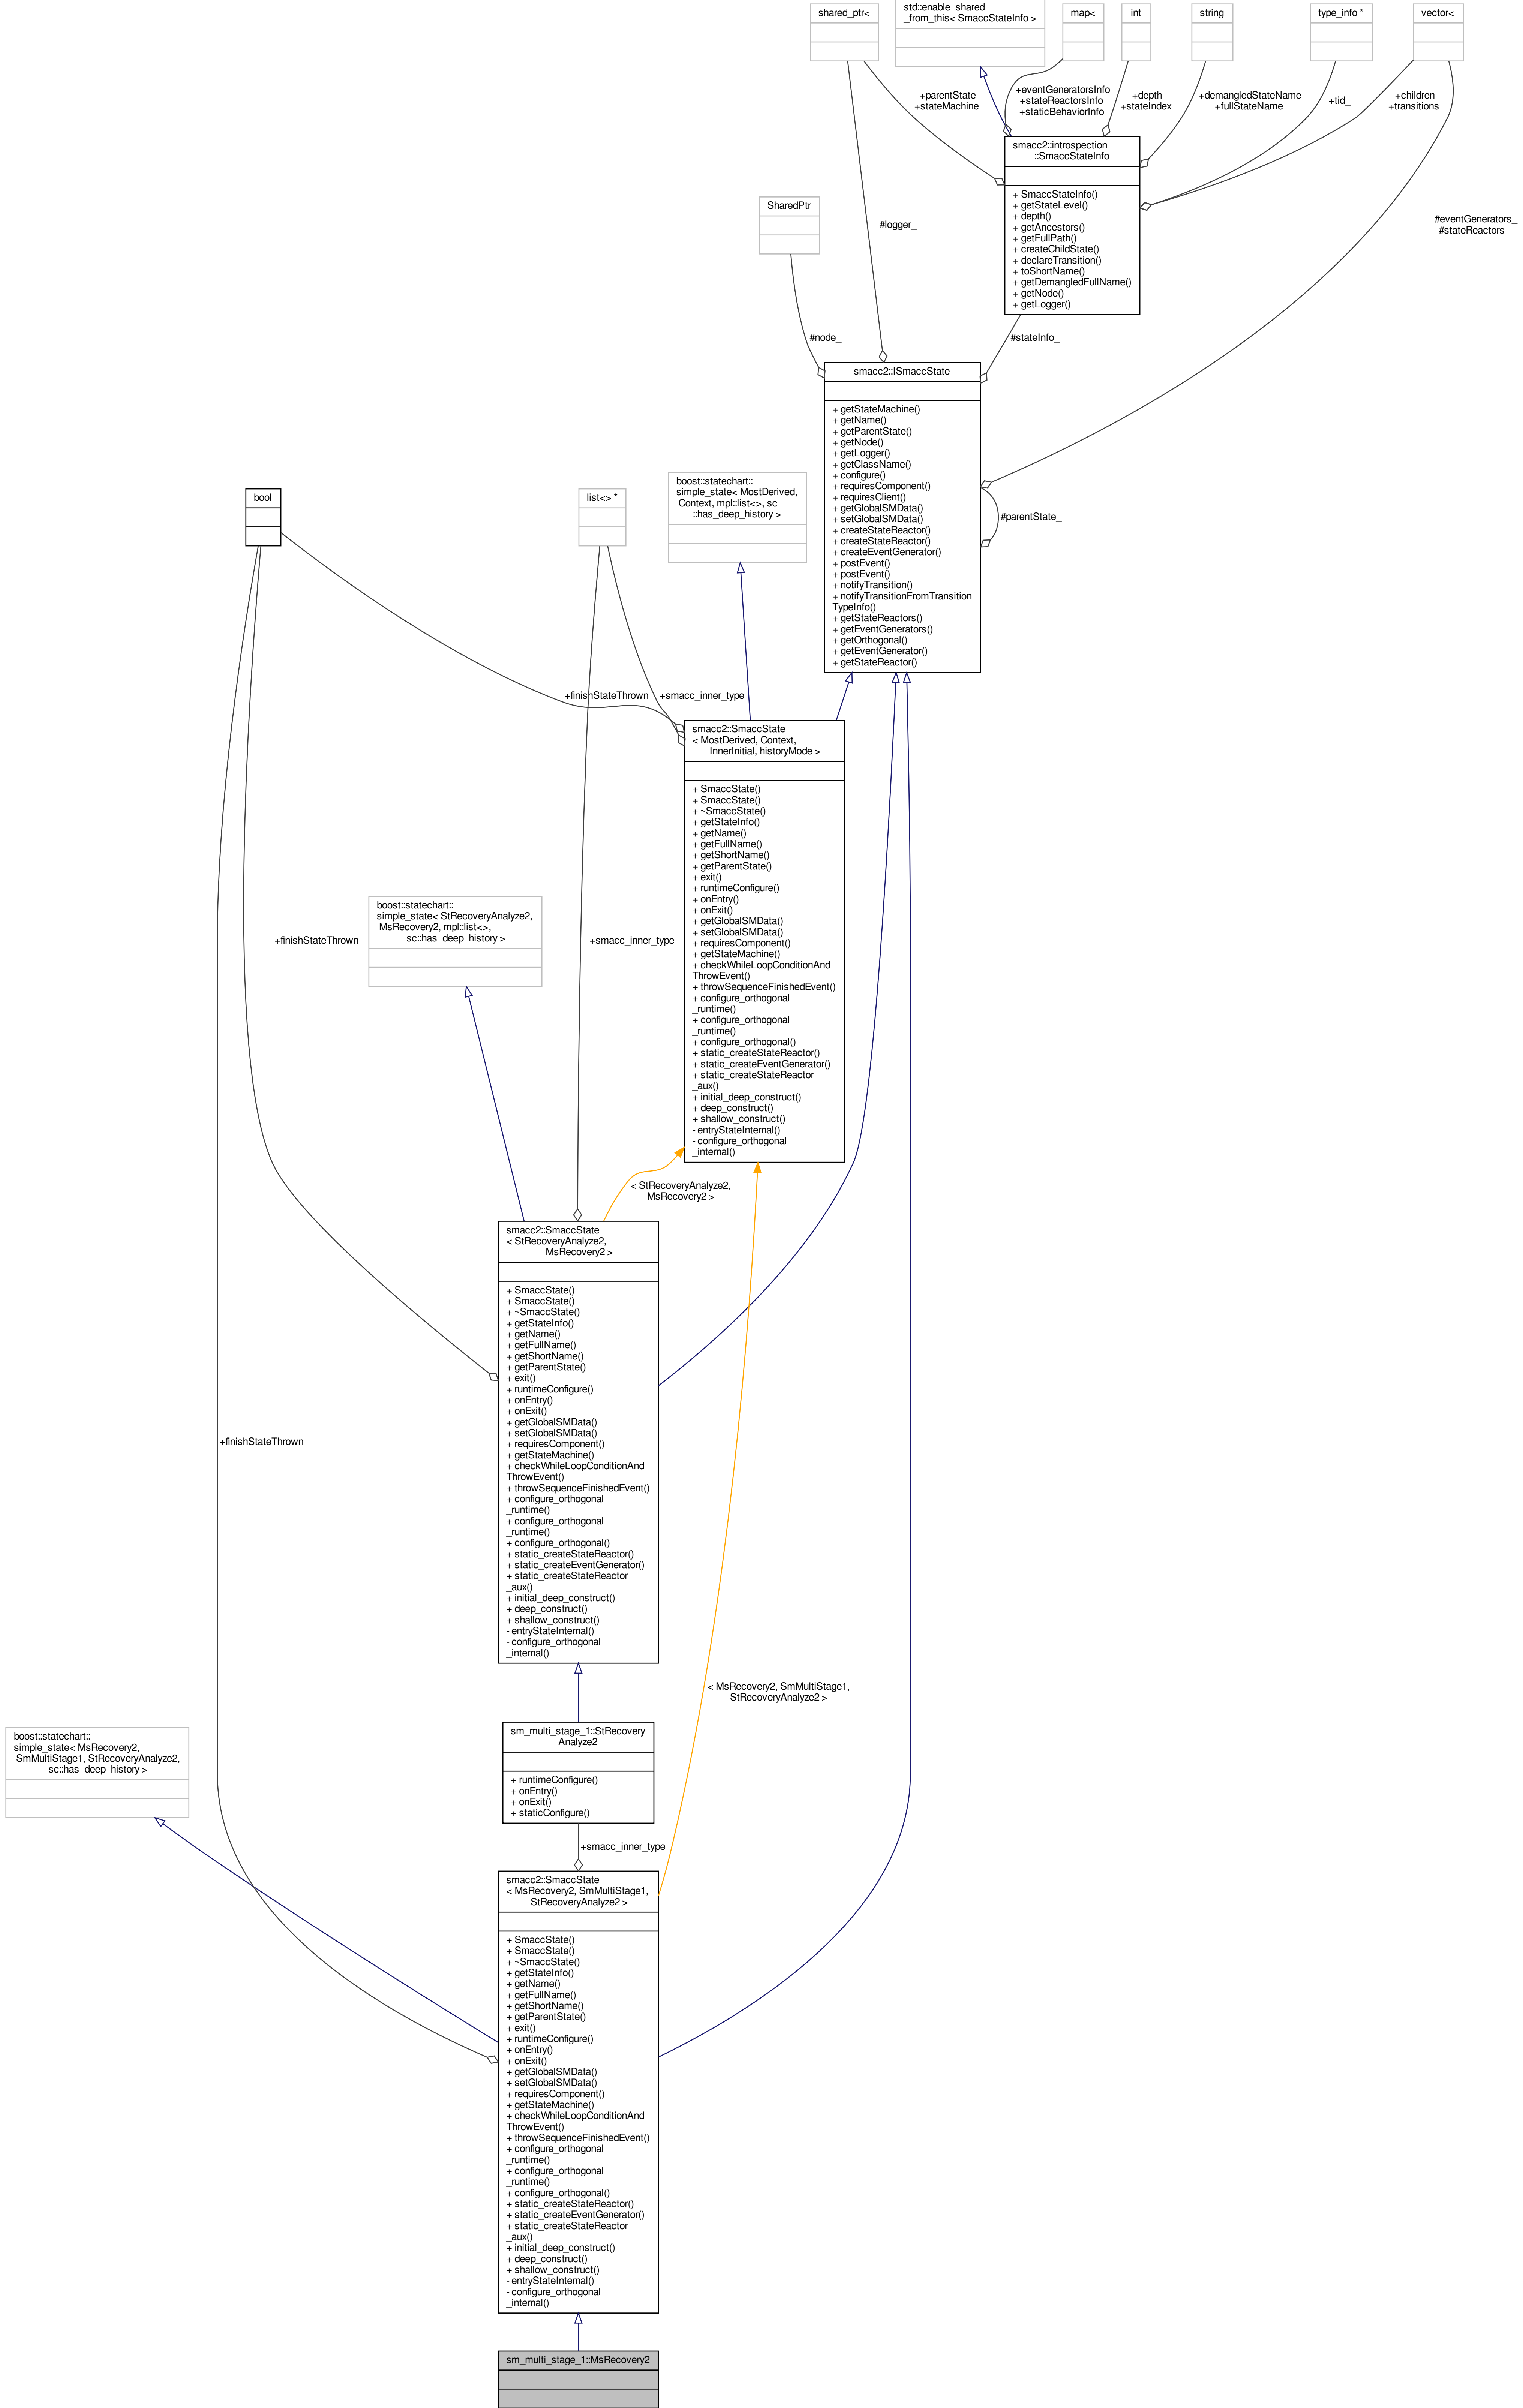 shared_ptr<
std::enable_shared
_from_this< SmaccStateInfo >
map<
int
string
type_info *
vector<
+parentState_
+stateMachine_
+eventGeneratorsInfo
+stateReactorsInfo
+staticBehaviorInfo
+depth_
+stateIndex_
+demangledStateName
+fullStateName
+tid_
+children_
+transitions_
smacc2::introspection
::SmaccStateInfo
+ SmaccStateInfo()
+ getStateLevel()
+ depth()
+ getAncestors()
+ getFullPath()
+ createChildState()
+ declareTransition()
+ toShortName()
+ getDemangledFullName()
+ getNode()
+ getLogger()
SharedPtr
#logger_
#eventGenerators_
#stateReactors_
#node_
#stateInfo_
smacc2::ISmaccState
+ getStateMachine()
+ getName()
+ getParentState()
+ getNode()
+ getLogger()
+ getClassName()
+ configure()
+ requiresComponent()
+ requiresClient()
+ getGlobalSMData()
+ setGlobalSMData()
+ createStateReactor()
+ createStateReactor()
+ createEventGenerator()
+ postEvent()
+ postEvent()
+ notifyTransition()
+ notifyTransitionFromTransition
TypeInfo()
+ getStateReactors()
+ getEventGenerators()
+ getOrthogonal()
+ getEventGenerator()
+ getStateReactor()
#parentState_
bool
list<> *
boost::statechart::
simple_state< MostDerived,
Context, mpl::list<>, sc
::has_deep_history >
+finishStateThrown
+smacc_inner_type
smacc2::SmaccState
< MostDerived, Context,
InnerInitial, historyMode >
+ SmaccState()
+ SmaccState()
+ ~SmaccState()
+ getStateInfo()
+ getName()
+ getFullName()
+ getShortName()
+ getParentState()
+ exit()
+ runtimeConfigure()
+ onEntry()
+ onExit()
+ getGlobalSMData()
+ setGlobalSMData()
+ requiresComponent()
+ getStateMachine()
+ checkWhileLoopConditionAnd
ThrowEvent()
+ throwSequenceFinishedEvent()
+ configure_orthogonal
_runtime()
+ configure_orthogonal
_runtime()
+ configure_orthogonal()
+ static_createStateReactor()
+ static_createEventGenerator()
+ static_createStateReactor
_aux()
+ initial_deep_construct()
+ deep_construct()
+ shallow_construct()
- entryStateInternal()
- configure_orthogonal
_internal()
boost::statechart::
simple_state< StRecoveryAnalyze2,
MsRecovery2, mpl::list<>,
sc::has_deep_history >
+finishStateThrown
+smacc_inner_type
< StRecoveryAnalyze2,
MsRecovery2 >
smacc2::SmaccState
< StRecoveryAnalyze2,
MsRecovery2 >
+ SmaccState()
+ SmaccState()
+ ~SmaccState()
+ getStateInfo()
+ getName()
+ getFullName()
+ getShortName()
+ getParentState()
+ exit()
+ runtimeConfigure()
+ onEntry()
+ onExit()
+ getGlobalSMData()
+ setGlobalSMData()
+ requiresComponent()
+ getStateMachine()
+ checkWhileLoopConditionAnd
ThrowEvent()
+ throwSequenceFinishedEvent()
+ configure_orthogonal
_runtime()
+ configure_orthogonal
_runtime()
+ configure_orthogonal()
+ static_createStateReactor()
+ static_createEventGenerator()
+ static_createStateReactor
_aux()
+ initial_deep_construct()
+ deep_construct()
+ shallow_construct()
- entryStateInternal()
- configure_orthogonal
_internal()
+finishStateThrown
< MsRecovery2, SmMultiStage1,
StRecoveryAnalyze2 >
sm_multi_stage_1::StRecovery
Analyze2
+ runtimeConfigure()
+ onEntry()
+ onExit()
+ staticConfigure()
boost::statechart::
simple_state< MsRecovery2,
SmMultiStage1, StRecoveryAnalyze2,
sc::has_deep_history >
+smacc_inner_type
smacc2::SmaccState
< MsRecovery2, SmMultiStage1,
StRecoveryAnalyze2 >
+ SmaccState()
+ SmaccState()
+ ~SmaccState()
+ getStateInfo()
+ getName()
+ getFullName()
+ getShortName()
+ getParentState()
+ exit()
+ runtimeConfigure()
+ onEntry()
+ onExit()
+ getGlobalSMData()
+ setGlobalSMData()
+ requiresComponent()
+ getStateMachine()
+ checkWhileLoopConditionAnd
ThrowEvent()
+ throwSequenceFinishedEvent()
+ configure_orthogonal
_runtime()
+ configure_orthogonal
_runtime()
+ configure_orthogonal()
+ static_createStateReactor()
+ static_createEventGenerator()
+ static_createStateReactor
_aux()
+ initial_deep_construct()
+ deep_construct()
+ shallow_construct()
- entryStateInternal()
- configure_orthogonal
_internal()
sm_multi_stage_1::MsRecovery2